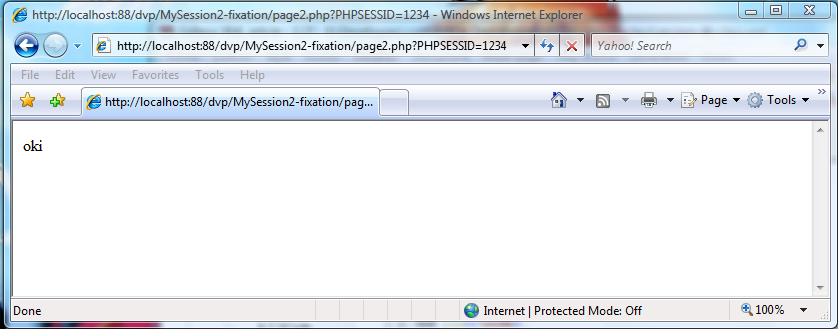 http://localhost:88/dvp/MySession2-fixation/page2.php?PHPSESSID=1234 - Windows Internet Explorer
http://localhost:88/dvp/MySession2-fixation/page2.php?PHPSESSID=1234 Yahoo! Search
File Edit View Favorites Tools Help
http://localhost:88/dvp/MySession2-fixation/pag... Page Tools »
oki
Done Internet | Protected Mode: Off 100%